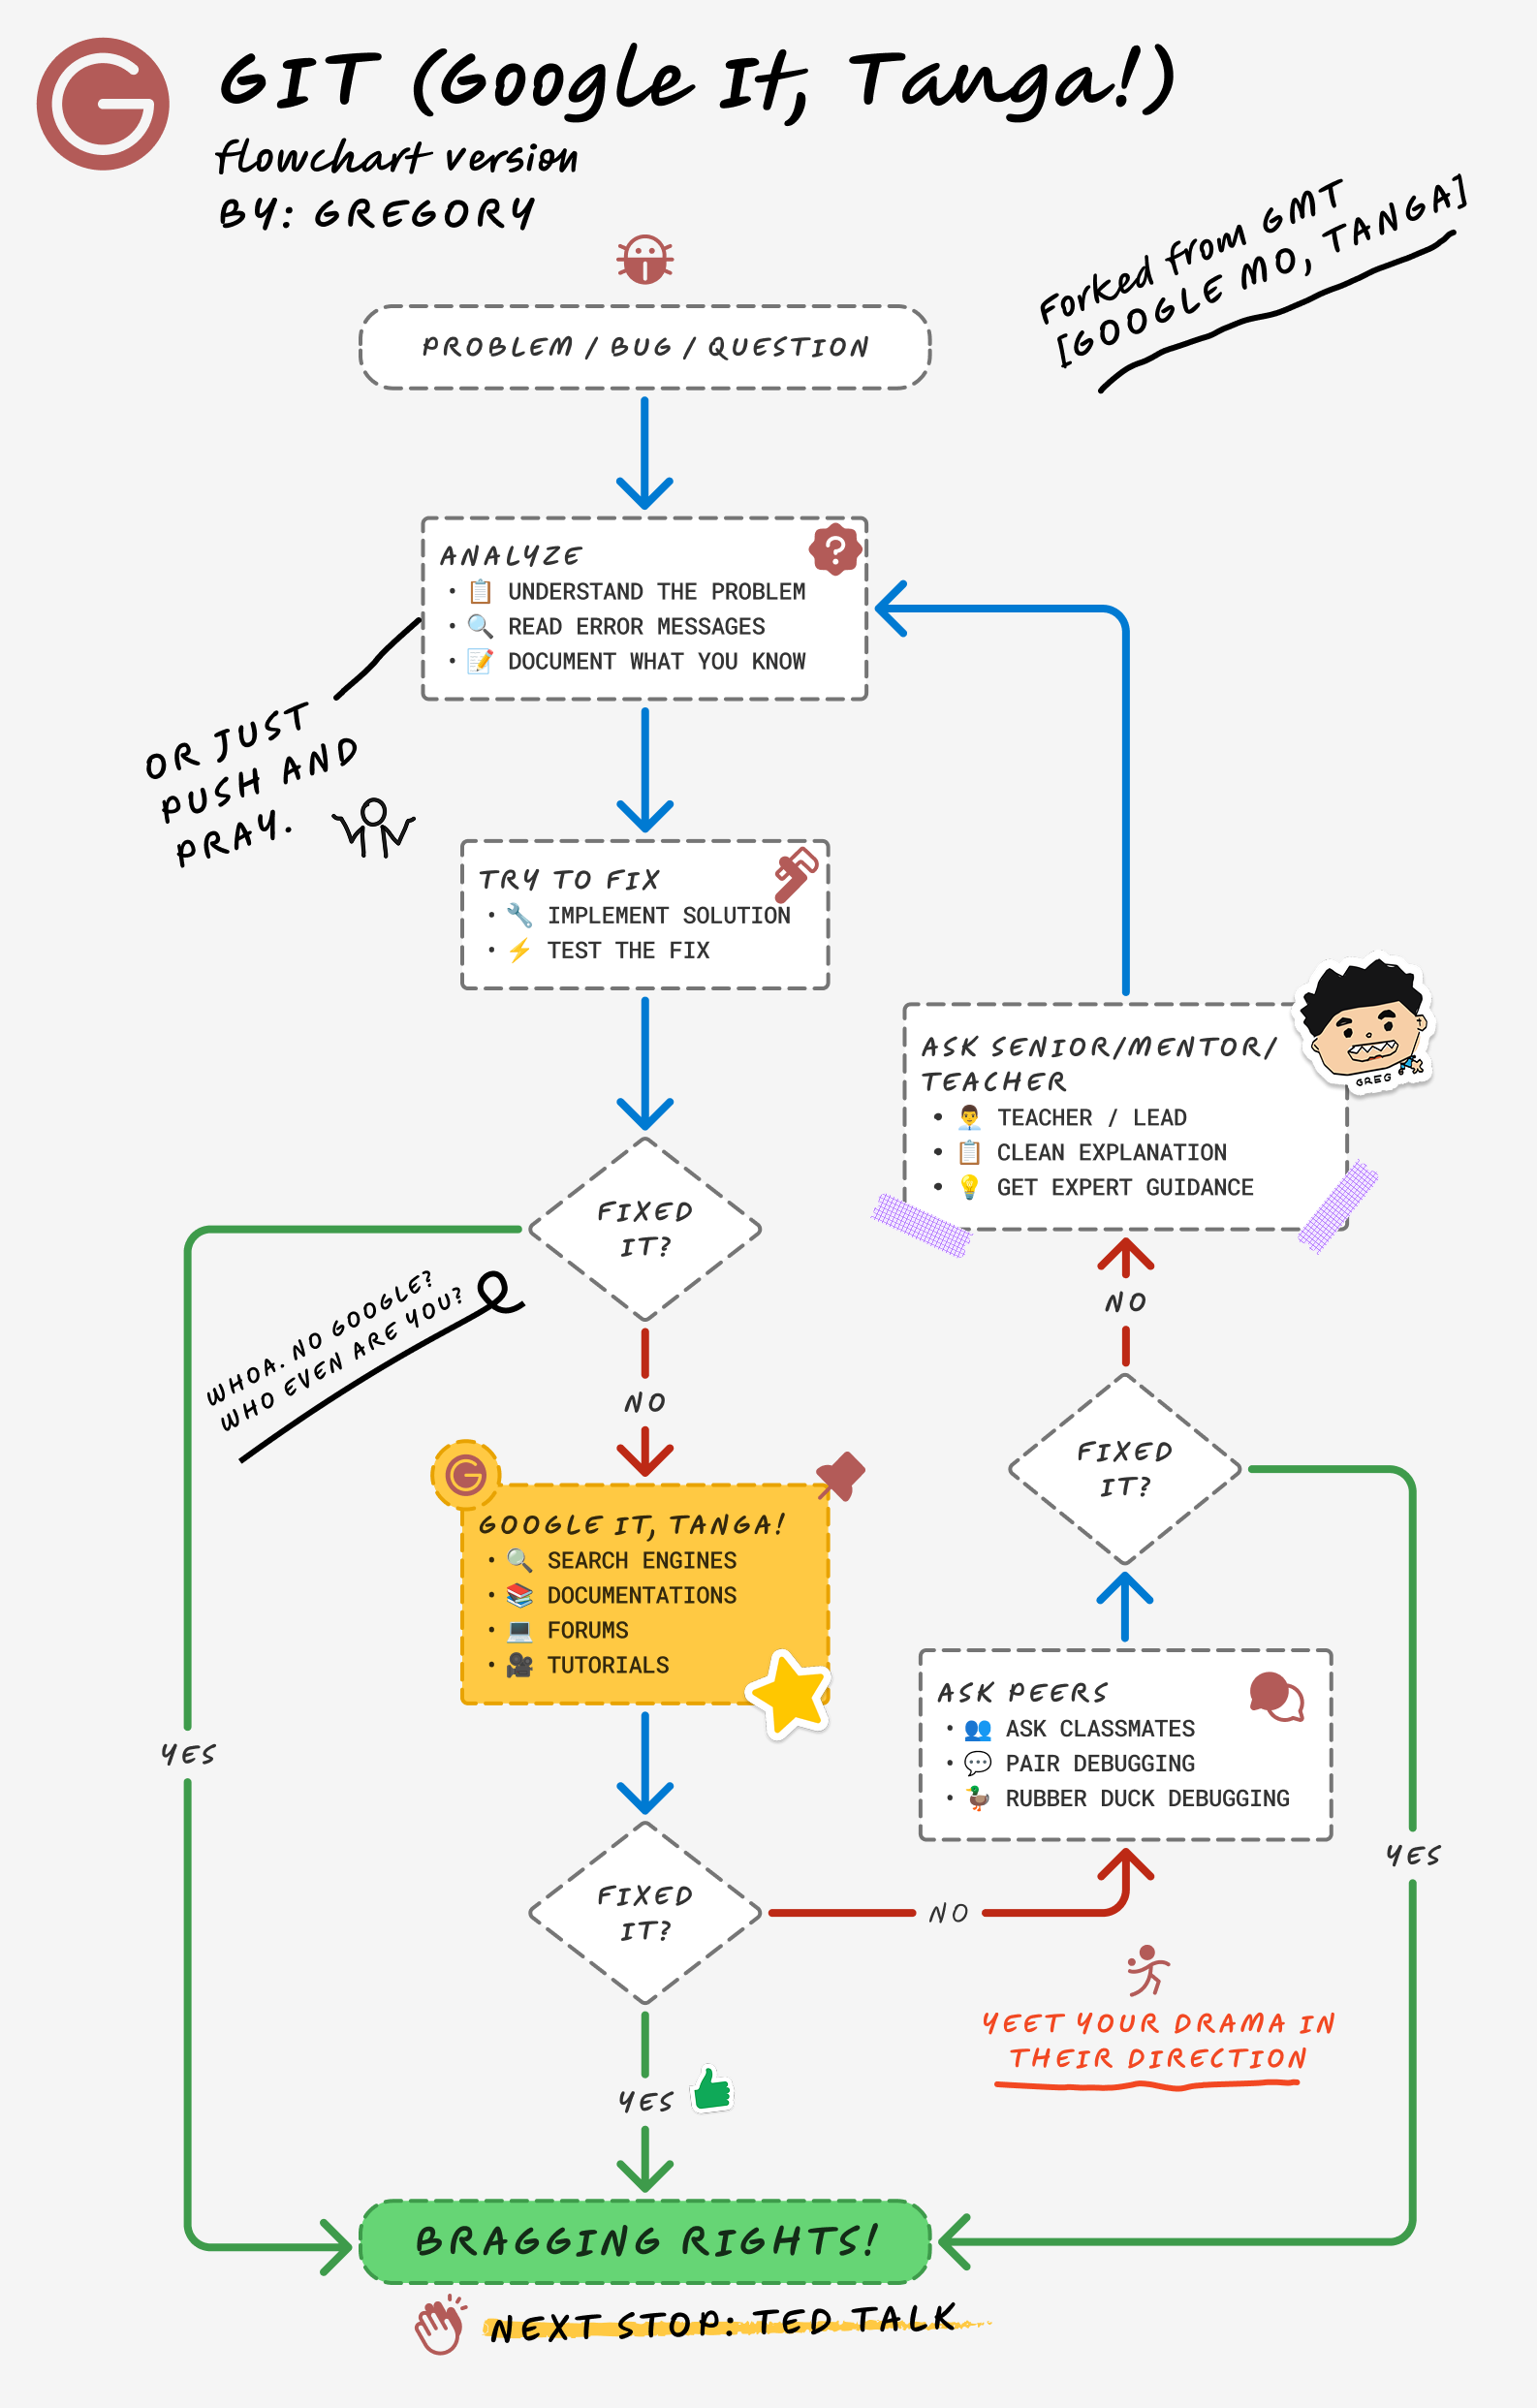 GIT (Google It, Tanga!)
flowchart version
BY: GREGORY
Forked from GMT
[GOOGLE MO, TANGA]
PROBLEM / BUG / QUESTION
ANALYZE
• 📋 UNDERSTAND THE PROBLEM
• 🔍 READ ERROR MESSAGES
• 📝 DOCUMENT WHAT YOU KNOW
OR JUST
PUSH AND
PRAY.
TRY TO FIX
• 🔧 IMPLEMENT SOLUTION
• ⚡ TEST THE FIX
FIXED
IT?
WHOA. NO GOOGLE?
WHO EVEN ARE YOU?
YES
NO
GOOGLE IT, TANGA!
• 🔍 SEARCH ENGINES
• 📚 DOCUMENTATIONS
• 💻 FORUMS
• 🎥 TUTORIALS
FIXED
IT?
YES
NO
YEET YOUR DRAMA IN
THEIR DIRECTION
ASK PEERS
• 👥 ASK CLASSMATES
• 💬 PAIR DEBUGGING
• 🦆 RUBBER DUCK DEBUGGING
FIXED
IT?
YES
NO
ASK SENIOR/MENTOR/
TEACHER
• 👨‍💼 TEACHER / LEAD
• 📋 CLEAN EXPLANATION
• 💡 GET EXPERT GUIDANCE
GREG
BRAGGING RIGHTS!
NEXT STOP: TED TALK